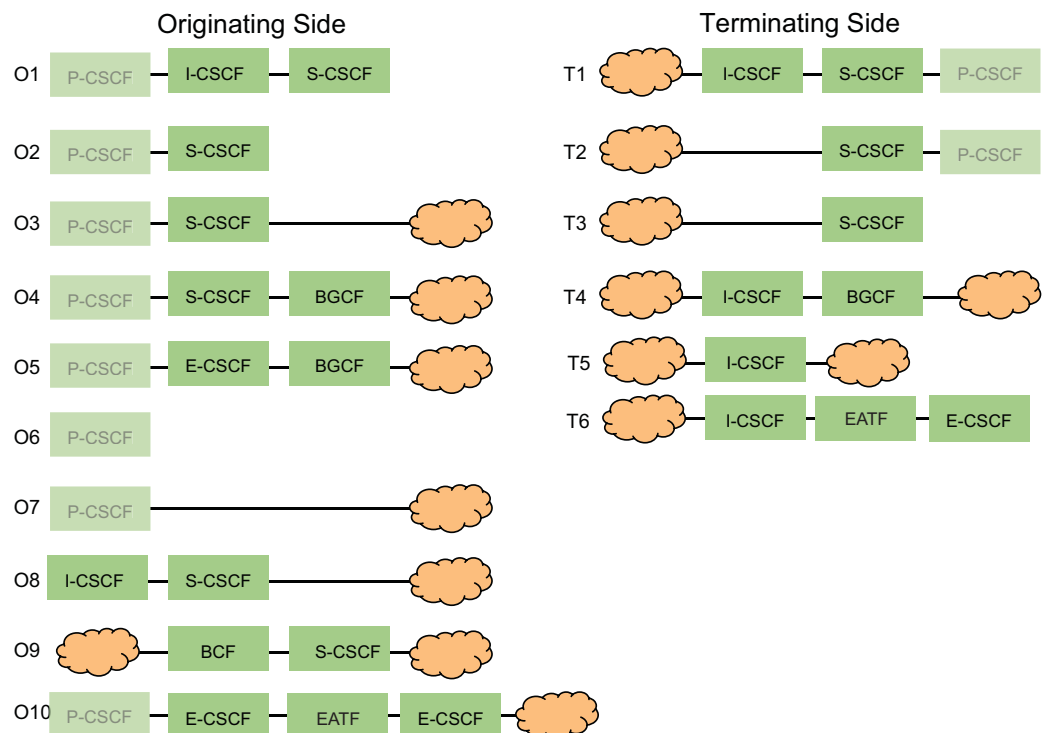 Originating Side
O1 P-CSCF I-CSCF S-CSCF
O2 P-CSCF S-CSCF
O3 P-CSCF S-CSCF
O4 P-CSCF S-CSCF BGCF
O5 P-CSCF E-CSCF BGCF
O6 P-CSCF
O7 P-CSCF
O8 I-CSCF S-CSCF
O9 BCF S-CSCF
O10 P-CSCF E-CSCF EATF E-CSCF
Terminating Side
T1 I-CSCF S-CSCF P-CSCF
T2 S-CSCF P-CSCF
T3 S-CSCF
T4 I-CSCF BGCF
T5 I-CSCF
T6 I-CSCF EATF E-CSCF